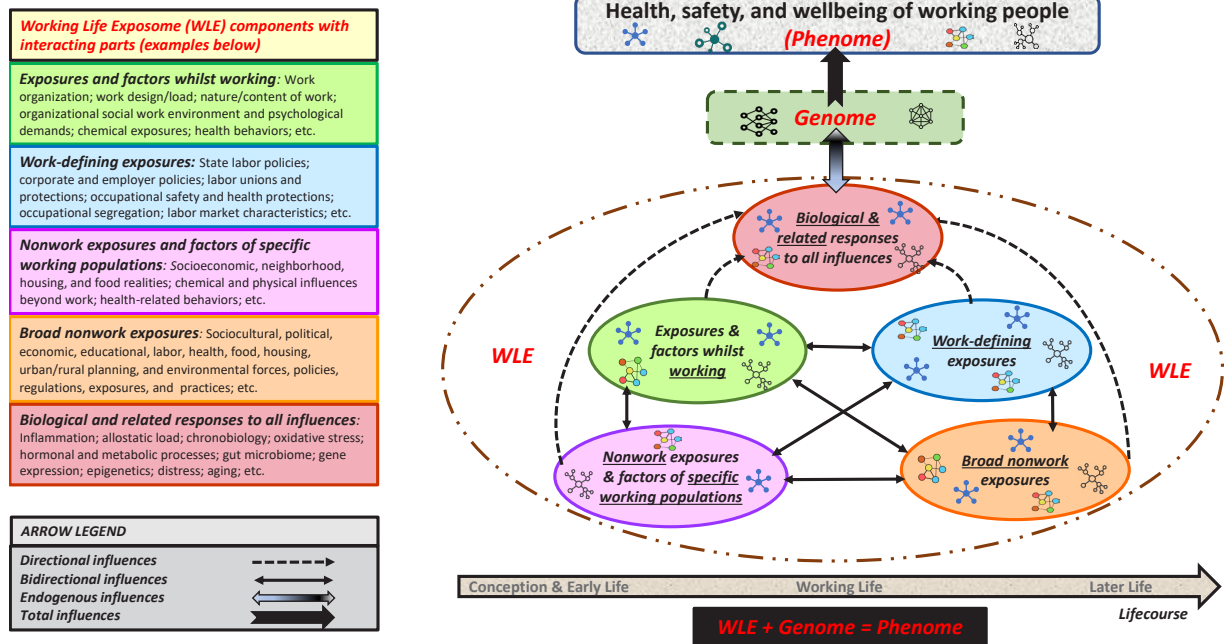 Working Life Exposome (WLE) components with
interacting parts (examples below)
Exposures and factors whilst working: Work
organization; work design/load; nature/content of work;
organizational social work environment and psychological
demands; chemical exposures; health behaviors; etc.
Work-defining exposures: State labor policies;
corporate and employer policies; labor unions and
protections; occupational safety and health protections;
occupational segregation; labor market characteristics; etc.
Nonwork exposures and factors of specific
working populations: Socioeconomic, neighborhood,
housing, and food realities; chemical and physical influences
beyond work; health-related behaviors; etc.
Broad nonwork exposures: Sociocultural, political,
economic, educational, labor, health, food, housing,
urban/rural planning, and environmental forces, policies,
regulations, exposures, and practices; etc.
Biological and related responses to all influences:
Inflammation; allostatic load; chronobiology; oxidative stress;
hormonal and metabolic processes; gut microbiome; gene
expression; epigenetics; distress; aging; etc.
ARROW LEGEND
Directional influences
Bidirectional influences
Endogenous influences
Total influences
Health, safety, and wellbeing of working people
(Phenome)
Genome
Biological &
related responses
to all influences
WLE
Exposures &
factors whilst
working
Work-defining
exposures
WLE
Nonwork exposures
& factors of specific
working populations
Broad nonwork
exposures
Conception & Early Life
Working Life
Later Life
Lifecourse
WLE + Genome = Phenome